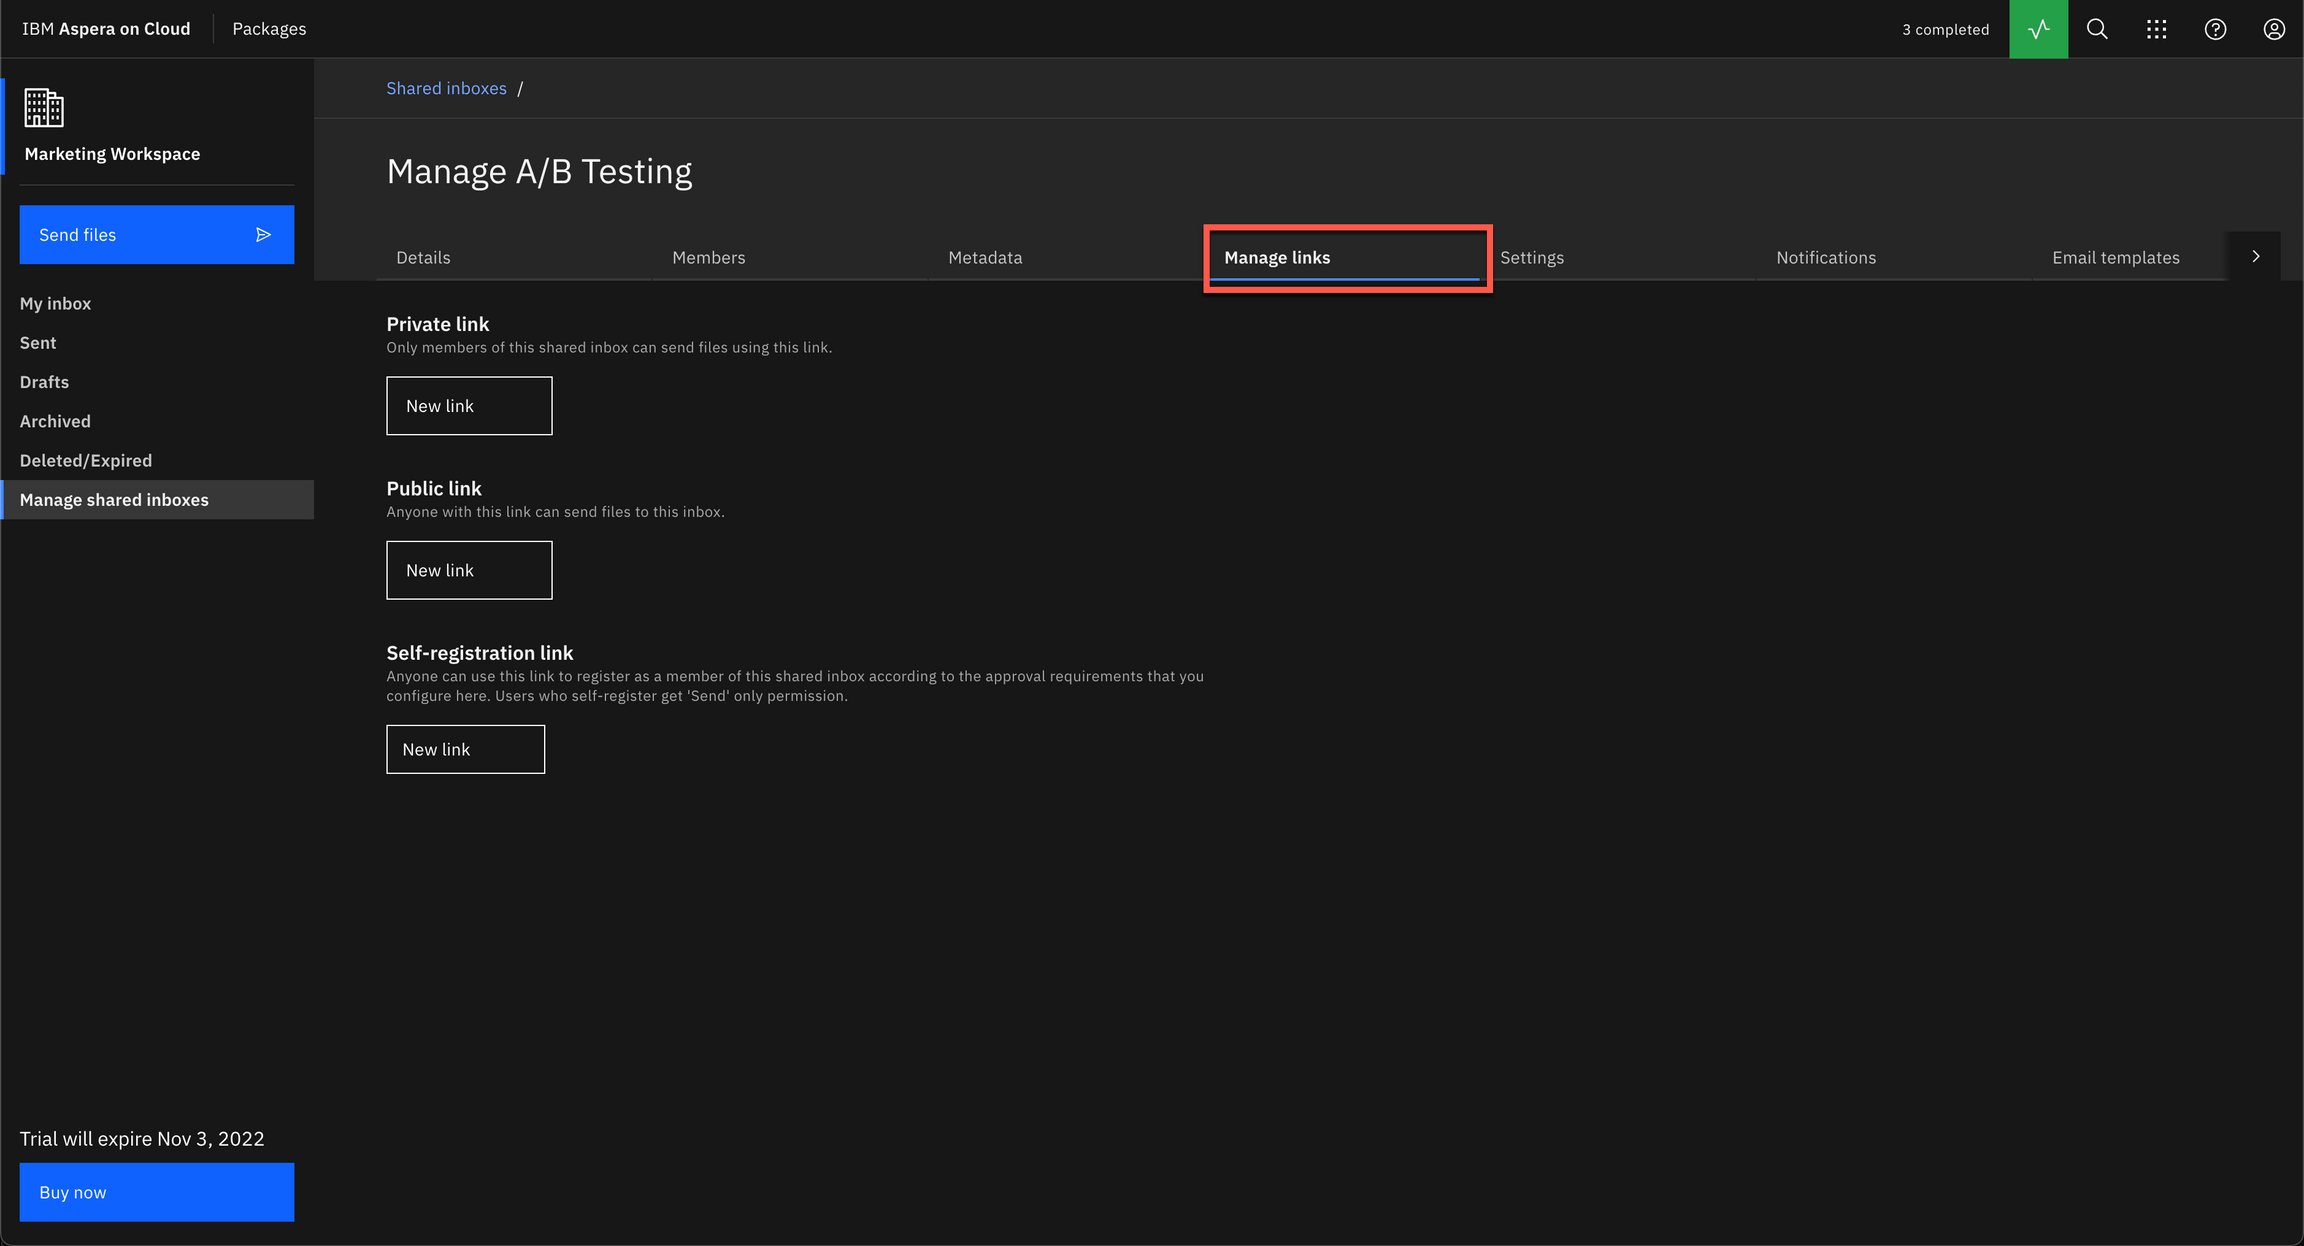 IBM Aspera on Cloud
Packages
3 completed
Marketing Workspace
Send files
My inbox
Sent
Drafts
Archived
Deleted/Expired
Manage shared inboxes
Trial will expire Nov 3, 2022
Buy now
Shared inboxes /
Manage A/B Testing
Details
Members
Metadata
Manage links
Settings
Notifications
Email templates
Private link
Only members of this shared inbox can send files using this link.
New link
Public link
Anyone with this link can send files to this inbox.
New link
Self-registration link
Anyone can use this link to register as a member of this shared inbox according to the approval requirements that you
configure here. Users who self-register get 'Send' only permission.
New link